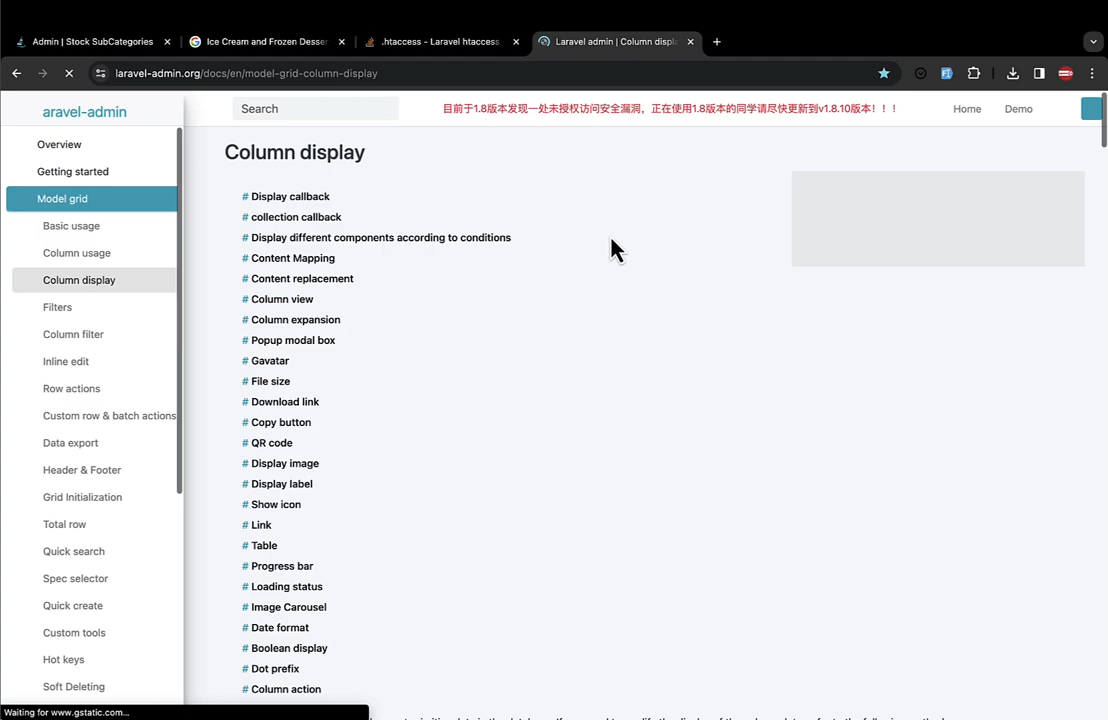 Admin | Stock SubCategories
Ice Cream and Frozen Desser
.htaccess - Laravel htaccess
Laravel admin | Column displ
laravel-admin.org/docs/en/model-grid-column-display
aravel-admin
Search
目前于1.8版本发现一处未授权访问安全漏洞，正在使用1.8版本的同学请尽快更新到v1.8.10版本！！！
Home
Demo
Overview
Getting started
Model grid
Basic usage
Column usage
Column display
Filters
Column filter
Inline edit
Row actions
Custom row & batch actions
Data export
Header & Footer
Grid Initialization
Total row
Quick search
Spec selector
Quick create
Custom tools
Hot keys
Soft Deleting
Column display
# Display callback
# collection callback
# Display different components according to conditions
# Content Mapping
# Content replacement
# Column view
# Column expansion
# Popup modal box
# Gavatar
# File size
# Download link
# Copy button
# QR code
# Display image
# Display label
# Show icon
# Link
# Table
# Progress bar
# Loading status
# Image Carousel
# Date format
# Boolean display
# Dot prefix
# Column action
Waiting for www.gstatic.com...